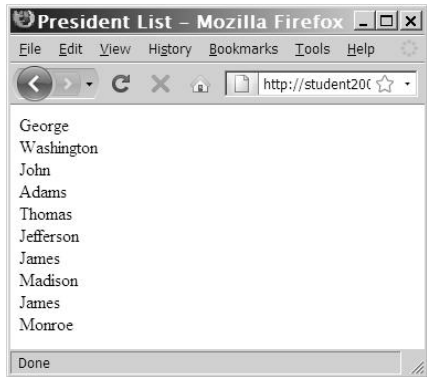 President List - Mozilla Firefox
File Edit View History Bookmarks Tools Help
http://student20
George
Washington
John
Adams
Thomas
Jefferson
James
Madison
James
Monroe
Done